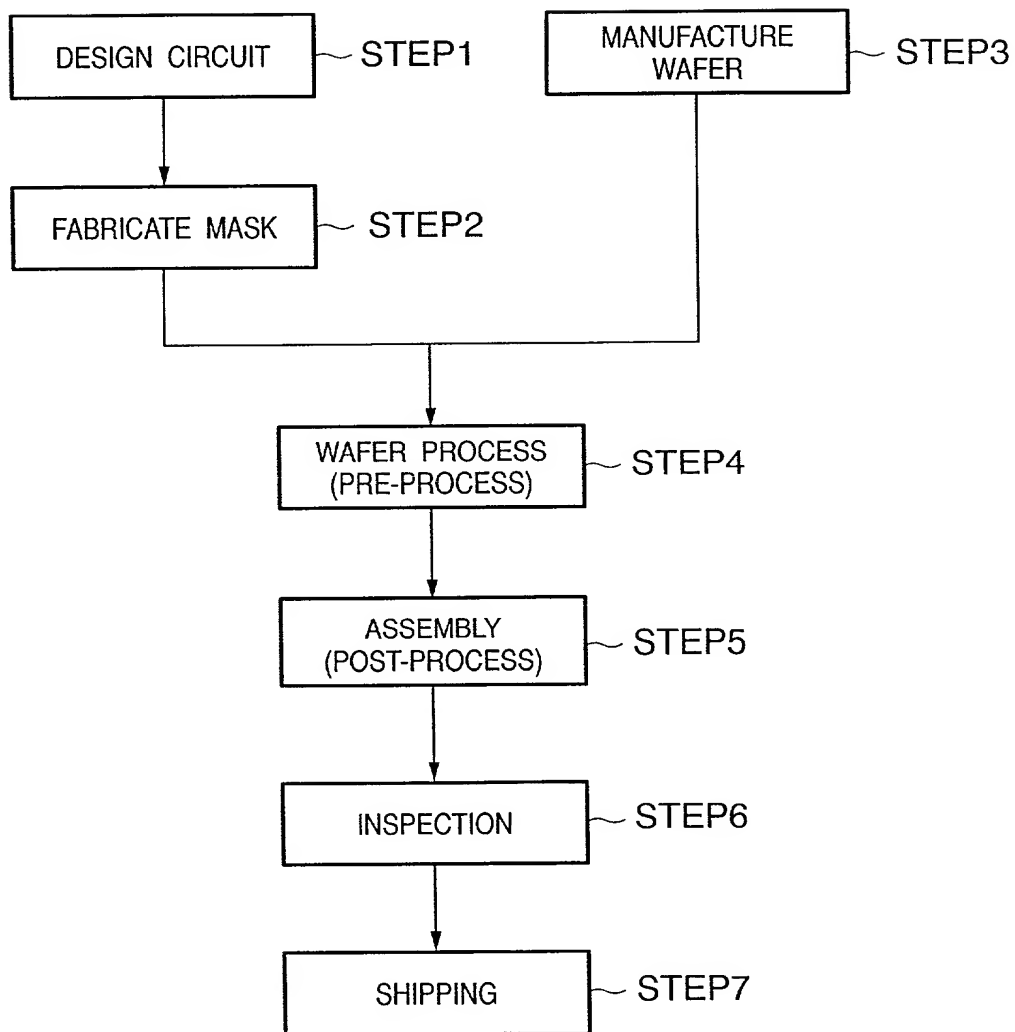 DESIGN CIRCUIT
STEP1
MANUFACTURE
WAFER
STEP3
FABRICATE MASK
STEP2
WAFER PROCESS
(PRE-PROCESS)
STEP4
ASSEMBLY
(POST-PROCESS)
STEP5
INSPECTION
STEP6
SHIPPING
STEP7